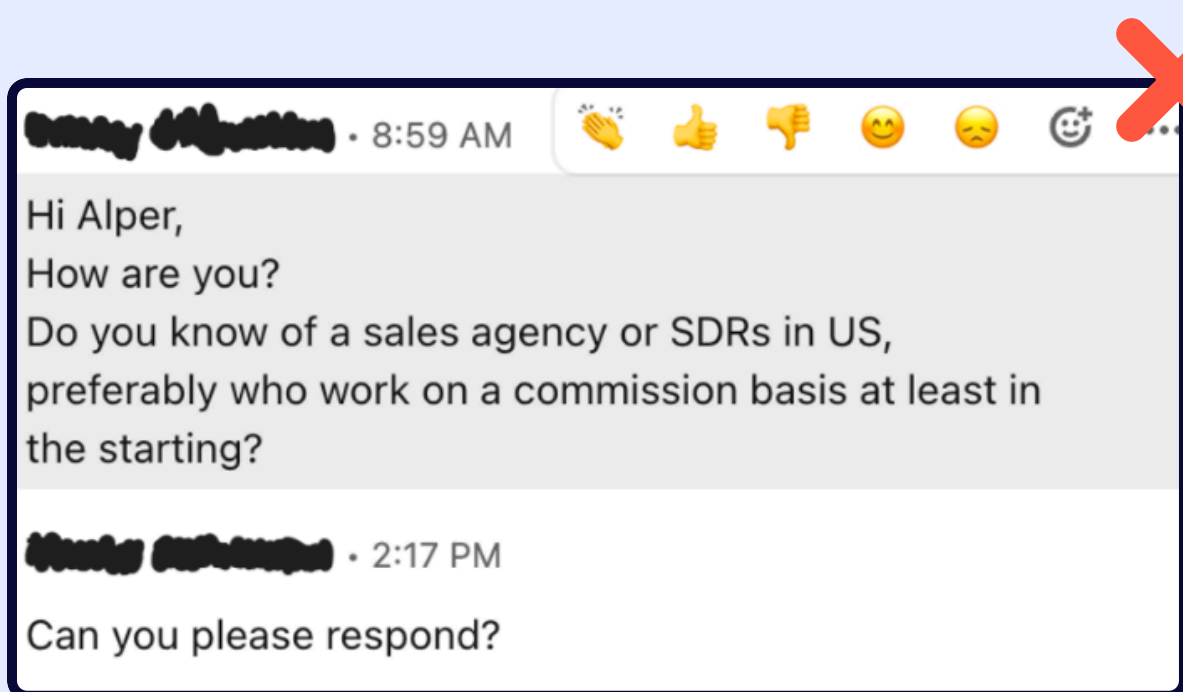 • 8:59 AM
Hi Alper,
How are you?
Do you know of a sales agency or SDRs in US,
preferably who work on a commission basis at least in
the starting?
• 2:17 PM
Can you please respond?